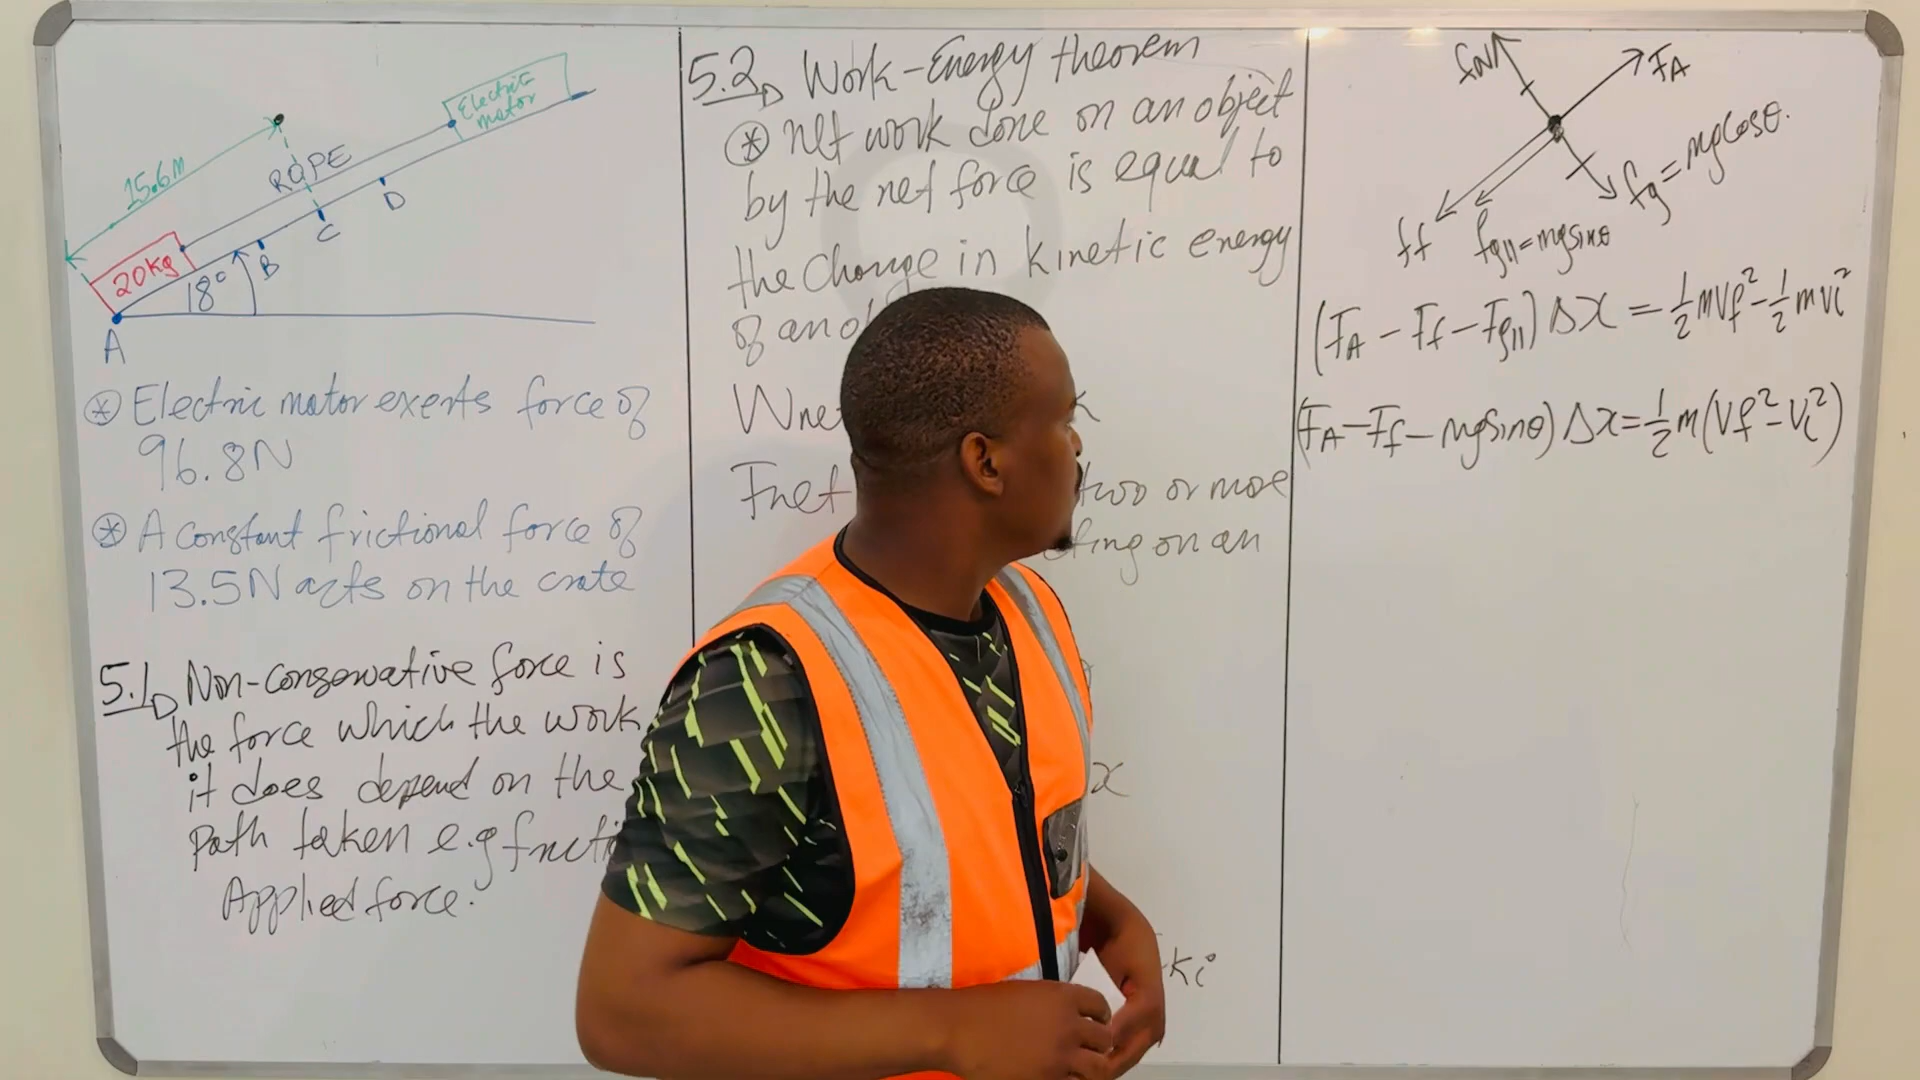 Electric
motor
15.6M
ROPE
20kg
18°
A
B
C
D
⊛ Electric motor exerts force of
96.8N
⊛ A constant frictional force of
13.5N acts on the crate
5.1 Non-conservative force is
the force which the work
it does depend on the
path taken e.g
Applied force.
5.2 Work-Energy theorem
⊛ Net work done on an object
by the net force is equal to
the change in kinetic energy
of an
Wnet
Fnet two or more
on an
x
Ki
fN
FA
fg=mgcosθ.
ff
fg||=mgsinθ
(FA - Ff - Fg||) Δx = ½mVf² - ½mVi²
(FA - Ff - mgsinθ) Δx = ½m(Vf² - Vi²)